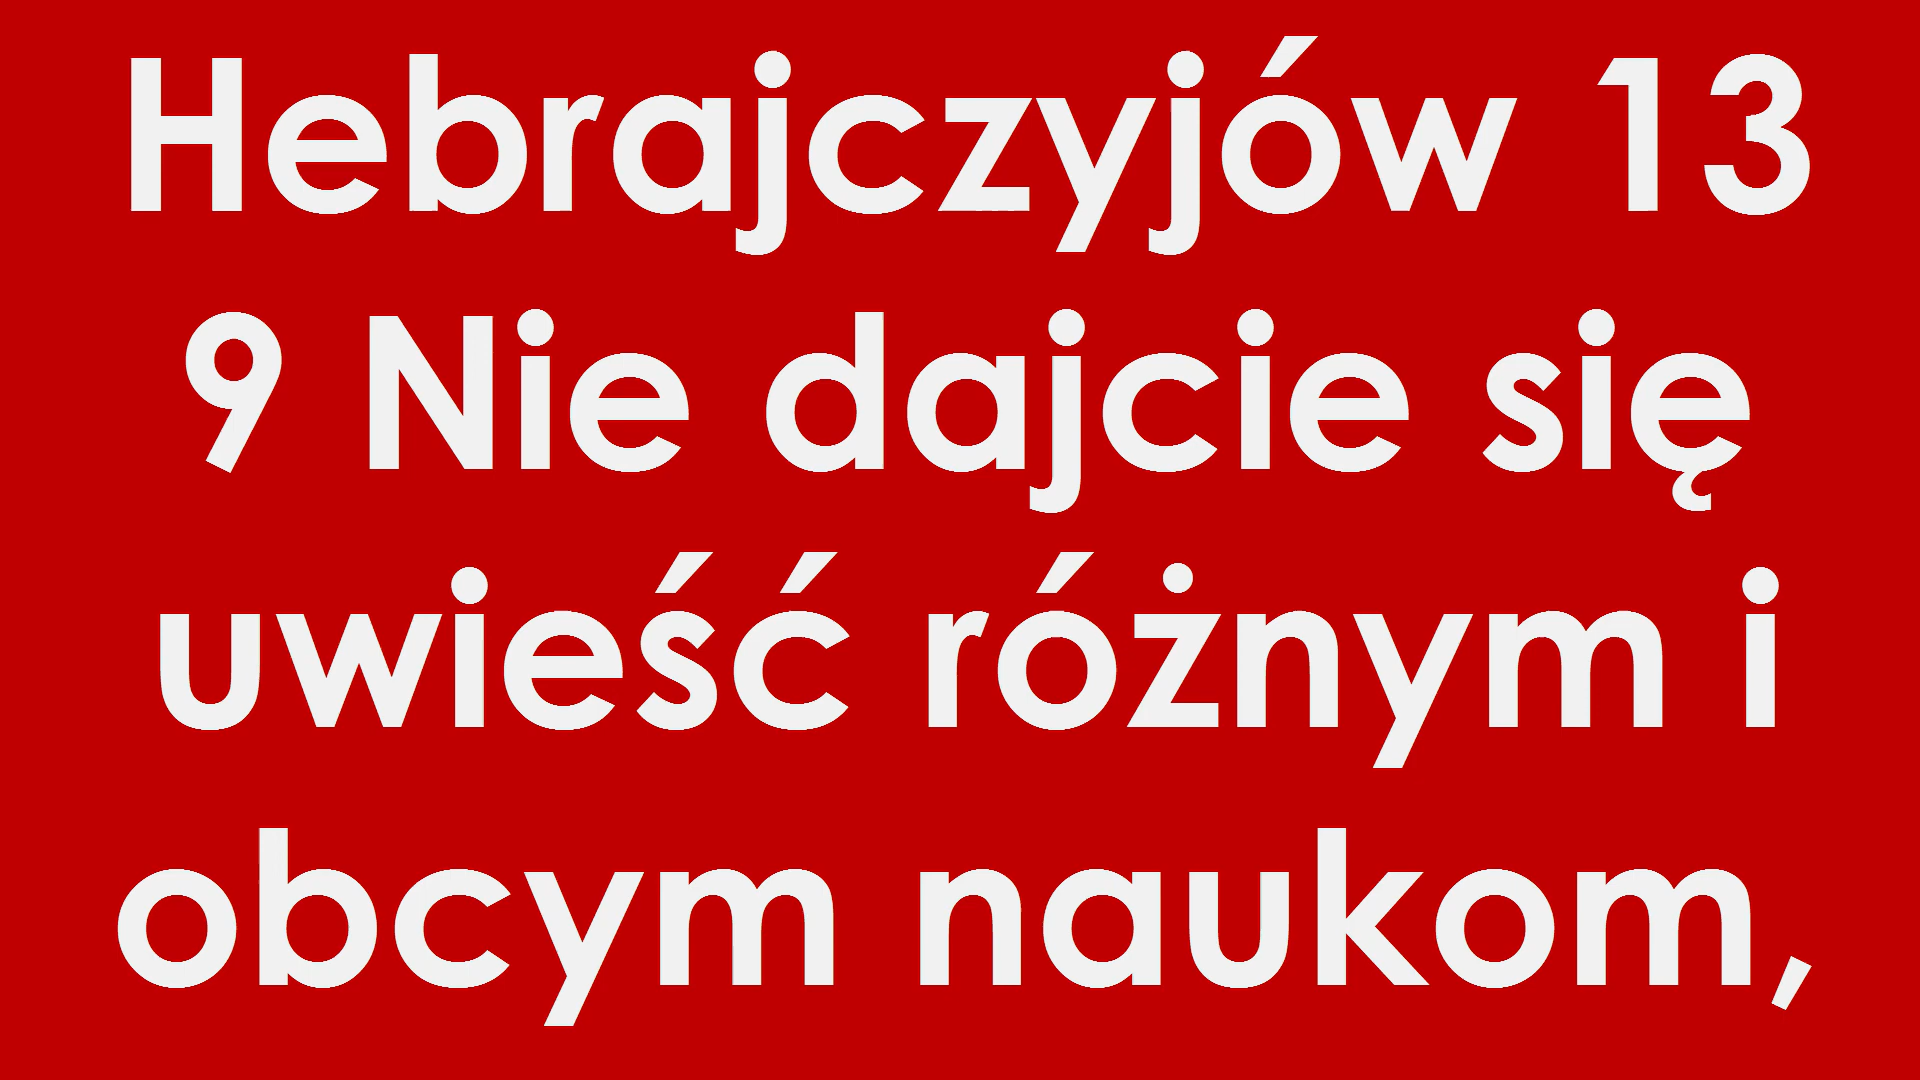 Hebrajczyjów 13
9 Nie dajcie się
uwieść różnym i
obcym naukom,